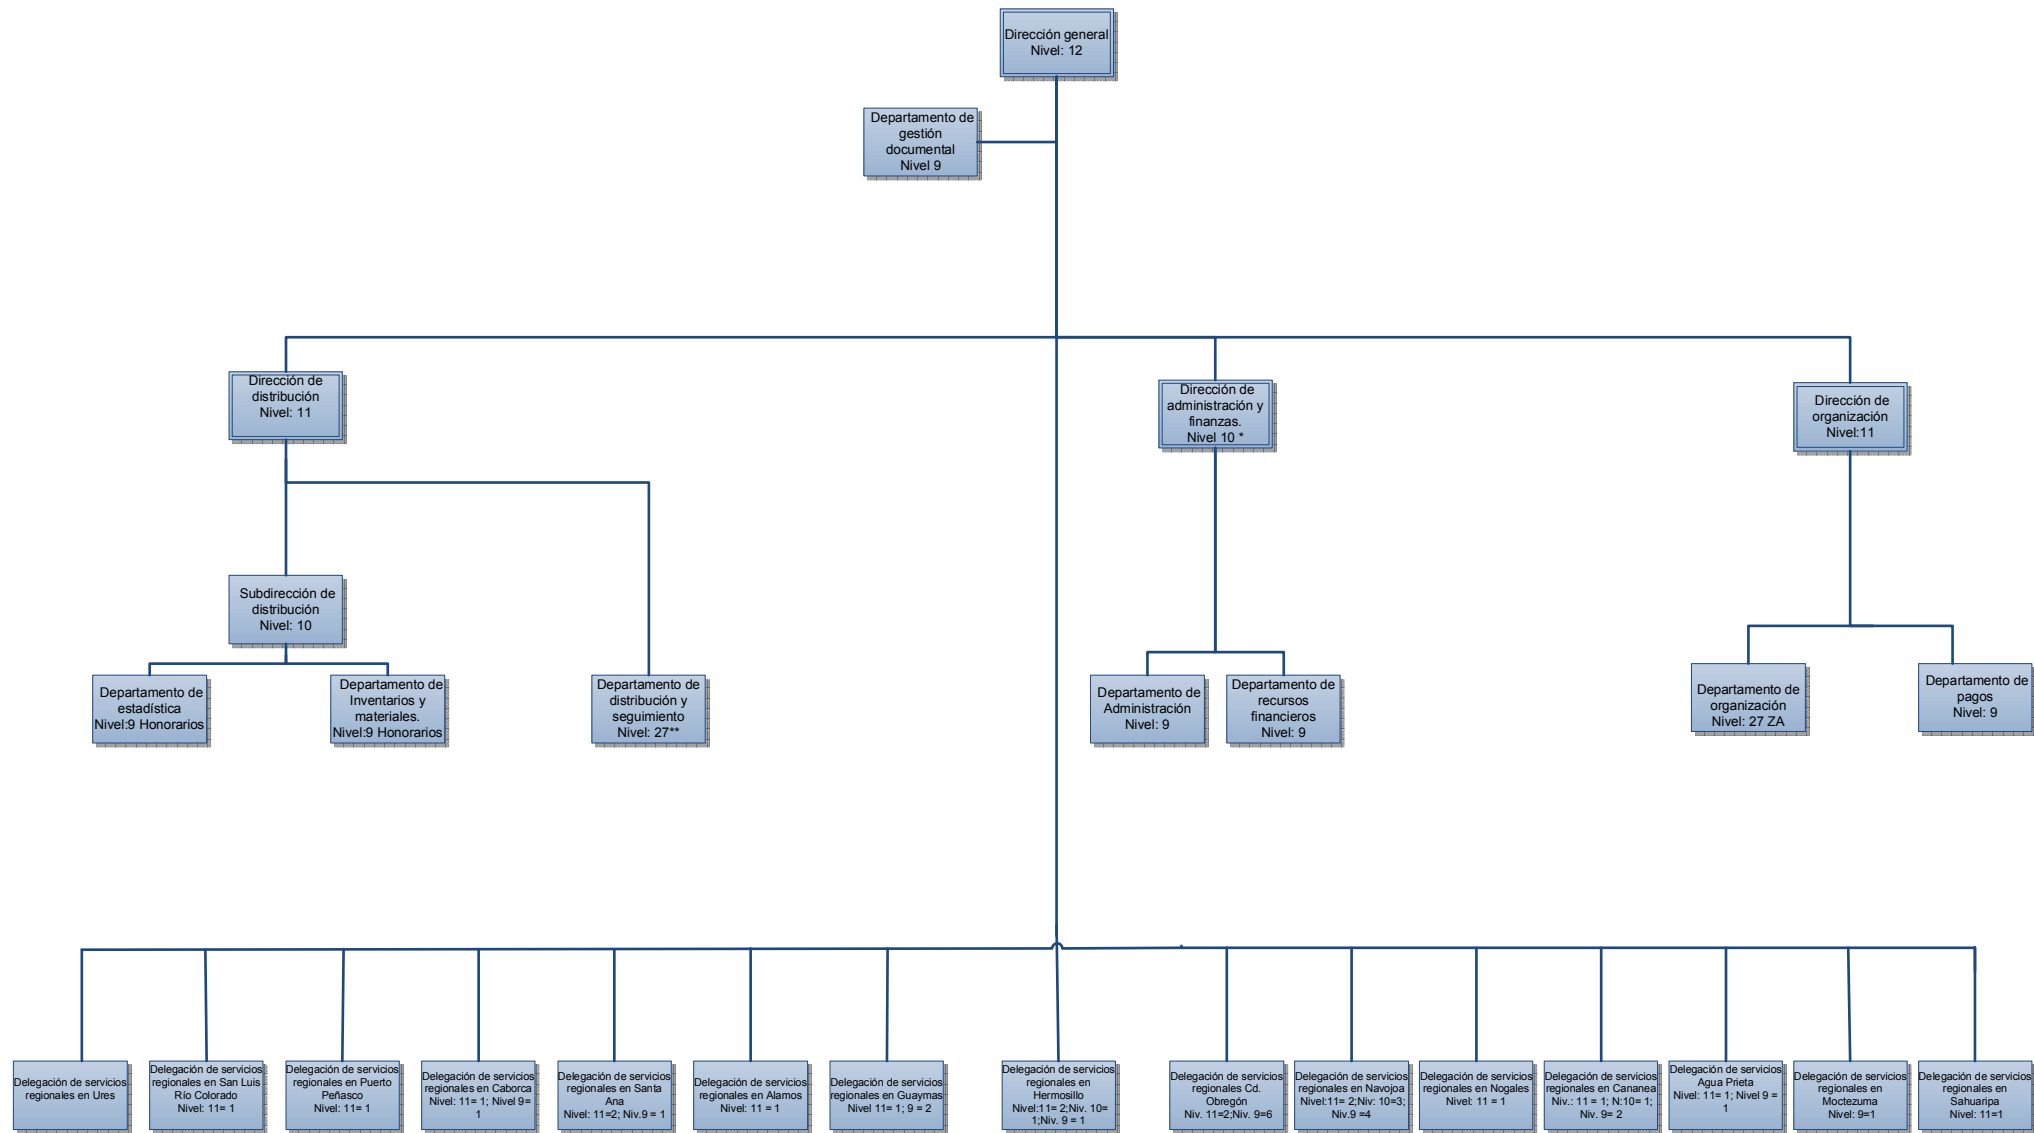 Dirección general
Nivel: 12
Departamento de
gestión
documental
Nivel 9
Dirección de
distribución
Nivel: 11
Dirección de
administración y
finanzas.
Nivel 10 *
Dirección de
organización
Nivel:11
Subdirección de
distribución
Nivel: 10
Departamento de
estadística
Nivel:9 Honorarios
Departamento de
Inventarios y
materiales.
Nivel:9 Honorarios
Departamento de
distribución y
seguimiento
Nivel: 27**
Departamento de
Administración
Nivel: 9
Departamento de
recursos
financieros
Nivel: 9
Departamento de
organización
Nivel: 27 ZA
Departamento de
pagos
Nivel: 9
Delegación de servicios
regionales en Ures
Delegación de servicios
regionales en San Luis
Río Colorado
Nivel: 11= 1
Delegación de servicios
regionales en Puerto
Peñasco
Nivel: 11= 1
Delegación de servicios
regionales en Caborca
Nivel: 11= 1; Nivel 9=
1
Delegación de servicios
regionales en Santa
Ana
Nivel: 11=2; Niv.9 = 1
Delegación de servicios
regionales en Alamos
Nivel: 11 = 1
Delegación de servicios
regionales en Guaymas
Nivel 11= 1; 9 = 2
Delegación de servicios
regionales en
Hermosillo
Nivel:11= 2;Niv. 10=
1;Niv. 9 = 1
Delegación de servicios
regionales Cd.
Obregón
Niv. 11=2;Niv. 9=6
Delegación de servicios
regionales en Navojoa
Nivel:11= 2;Niv: 10=3;
Niv.9 =4
Delegación de servicios
regionales en Nogales
Nivel: 11 = 1
Delegación de servicios
regionales en Cananea
Niv.: 11 = 1; N:10= 1;
Niv. 9= 2
Delegación de servicios
Agua Prieta
Nivel: 11= 1; Nivel 9 =
1
Delegación de servicios
regionales en
Moctezuma
Nivel: 9=1
Delegación de servicios
regionales en
Sahuaripa
Nivel: 11=1